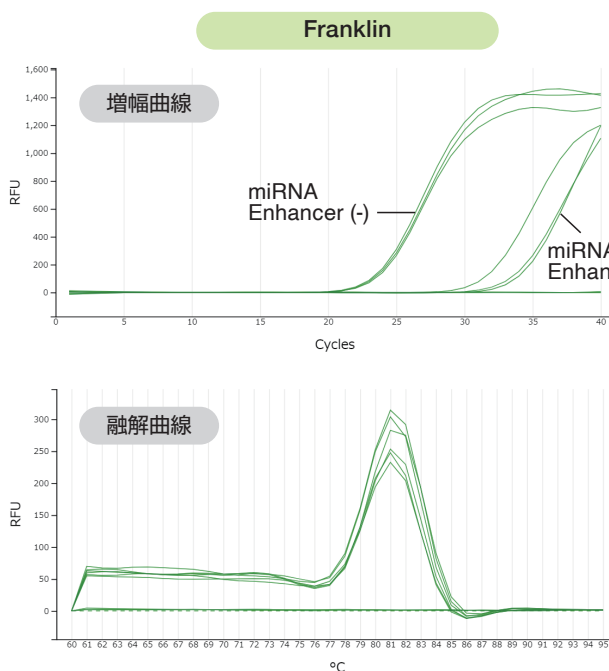 Franklin
1,600
増幅曲線
1,400
1,200
1,000
800
600
400
200
0
RFU
miRNA
Enhancer (-)
miRNA
Enhan
0 5 10 15 20 25 30 35 40
Cycles
融解曲線
300
250
200
150
100
50
0
RFU
60 61 62 63 64 65 66 67 68 69 70 71 72 73 74 75 76 77 78 79 80 81 82 83 84 85 86 87 88 89 90 91 92 93 94 95
°C